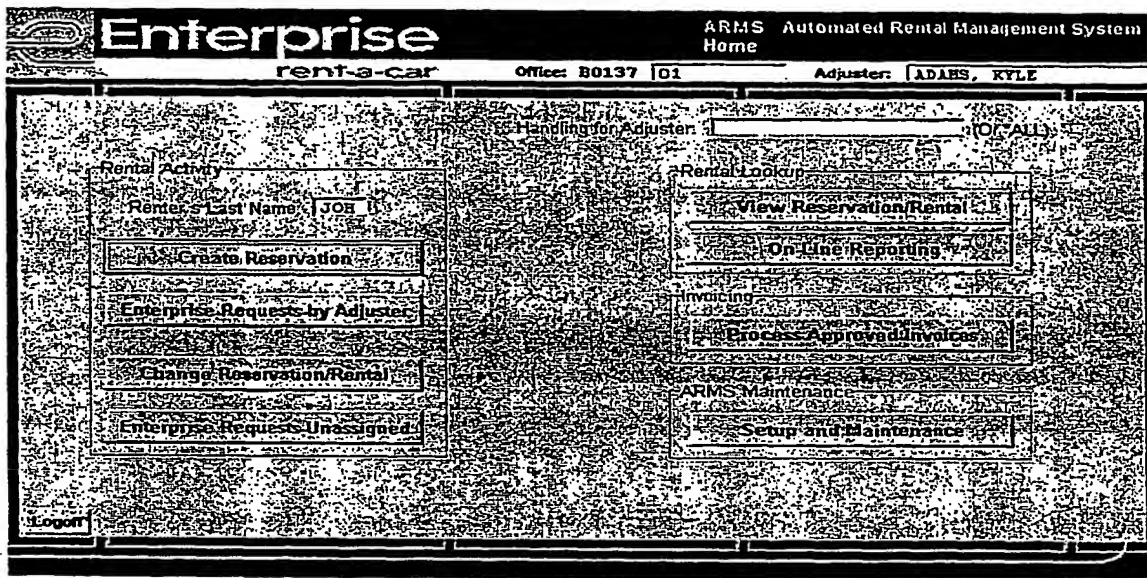 Enterprise
rent-a-car
ARMS Automated Rental Management System
Home
Office: B0137 01 Adjuster: ADAMS, KYLE
Handling for Adjuster: (Or *ALL)
Rental Activity
Renter's Last Name JOH
Create Reservation
Enterprise Requests by Adjuster
Change Reservation/Rental
Enterprise Requests Unassigned
Rental Lookup
View Reservation/Rental
On Line Reporting
Invoicing
Process Approved Invoices
ARMS Maintenance
Setup and Maintenance
Logoff